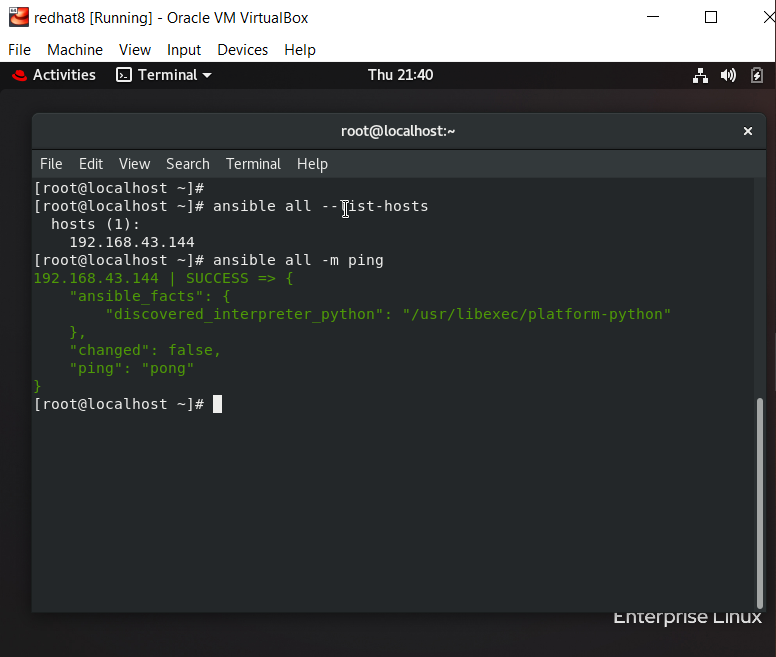 redhat8 [Running] - Oracle VM VirtualBox
File Machine View Input Devices Help
Activities Terminal Thu 21:40
root@localhost:~
File Edit View Search Terminal Help
[root@localhost ~]#
[root@localhost ~]# ansible all --list-hosts
  hosts (1):
    192.168.43.144
[root@localhost ~]# ansible all -m ping
192.168.43.144 | SUCCESS => {
    "ansible_facts": {
        "discovered_interpreter_python": "/usr/libexec/platform-python"
    },
    "changed": false,
    "ping": "pong"
}
[root@localhost ~]#
Enterprise Linux